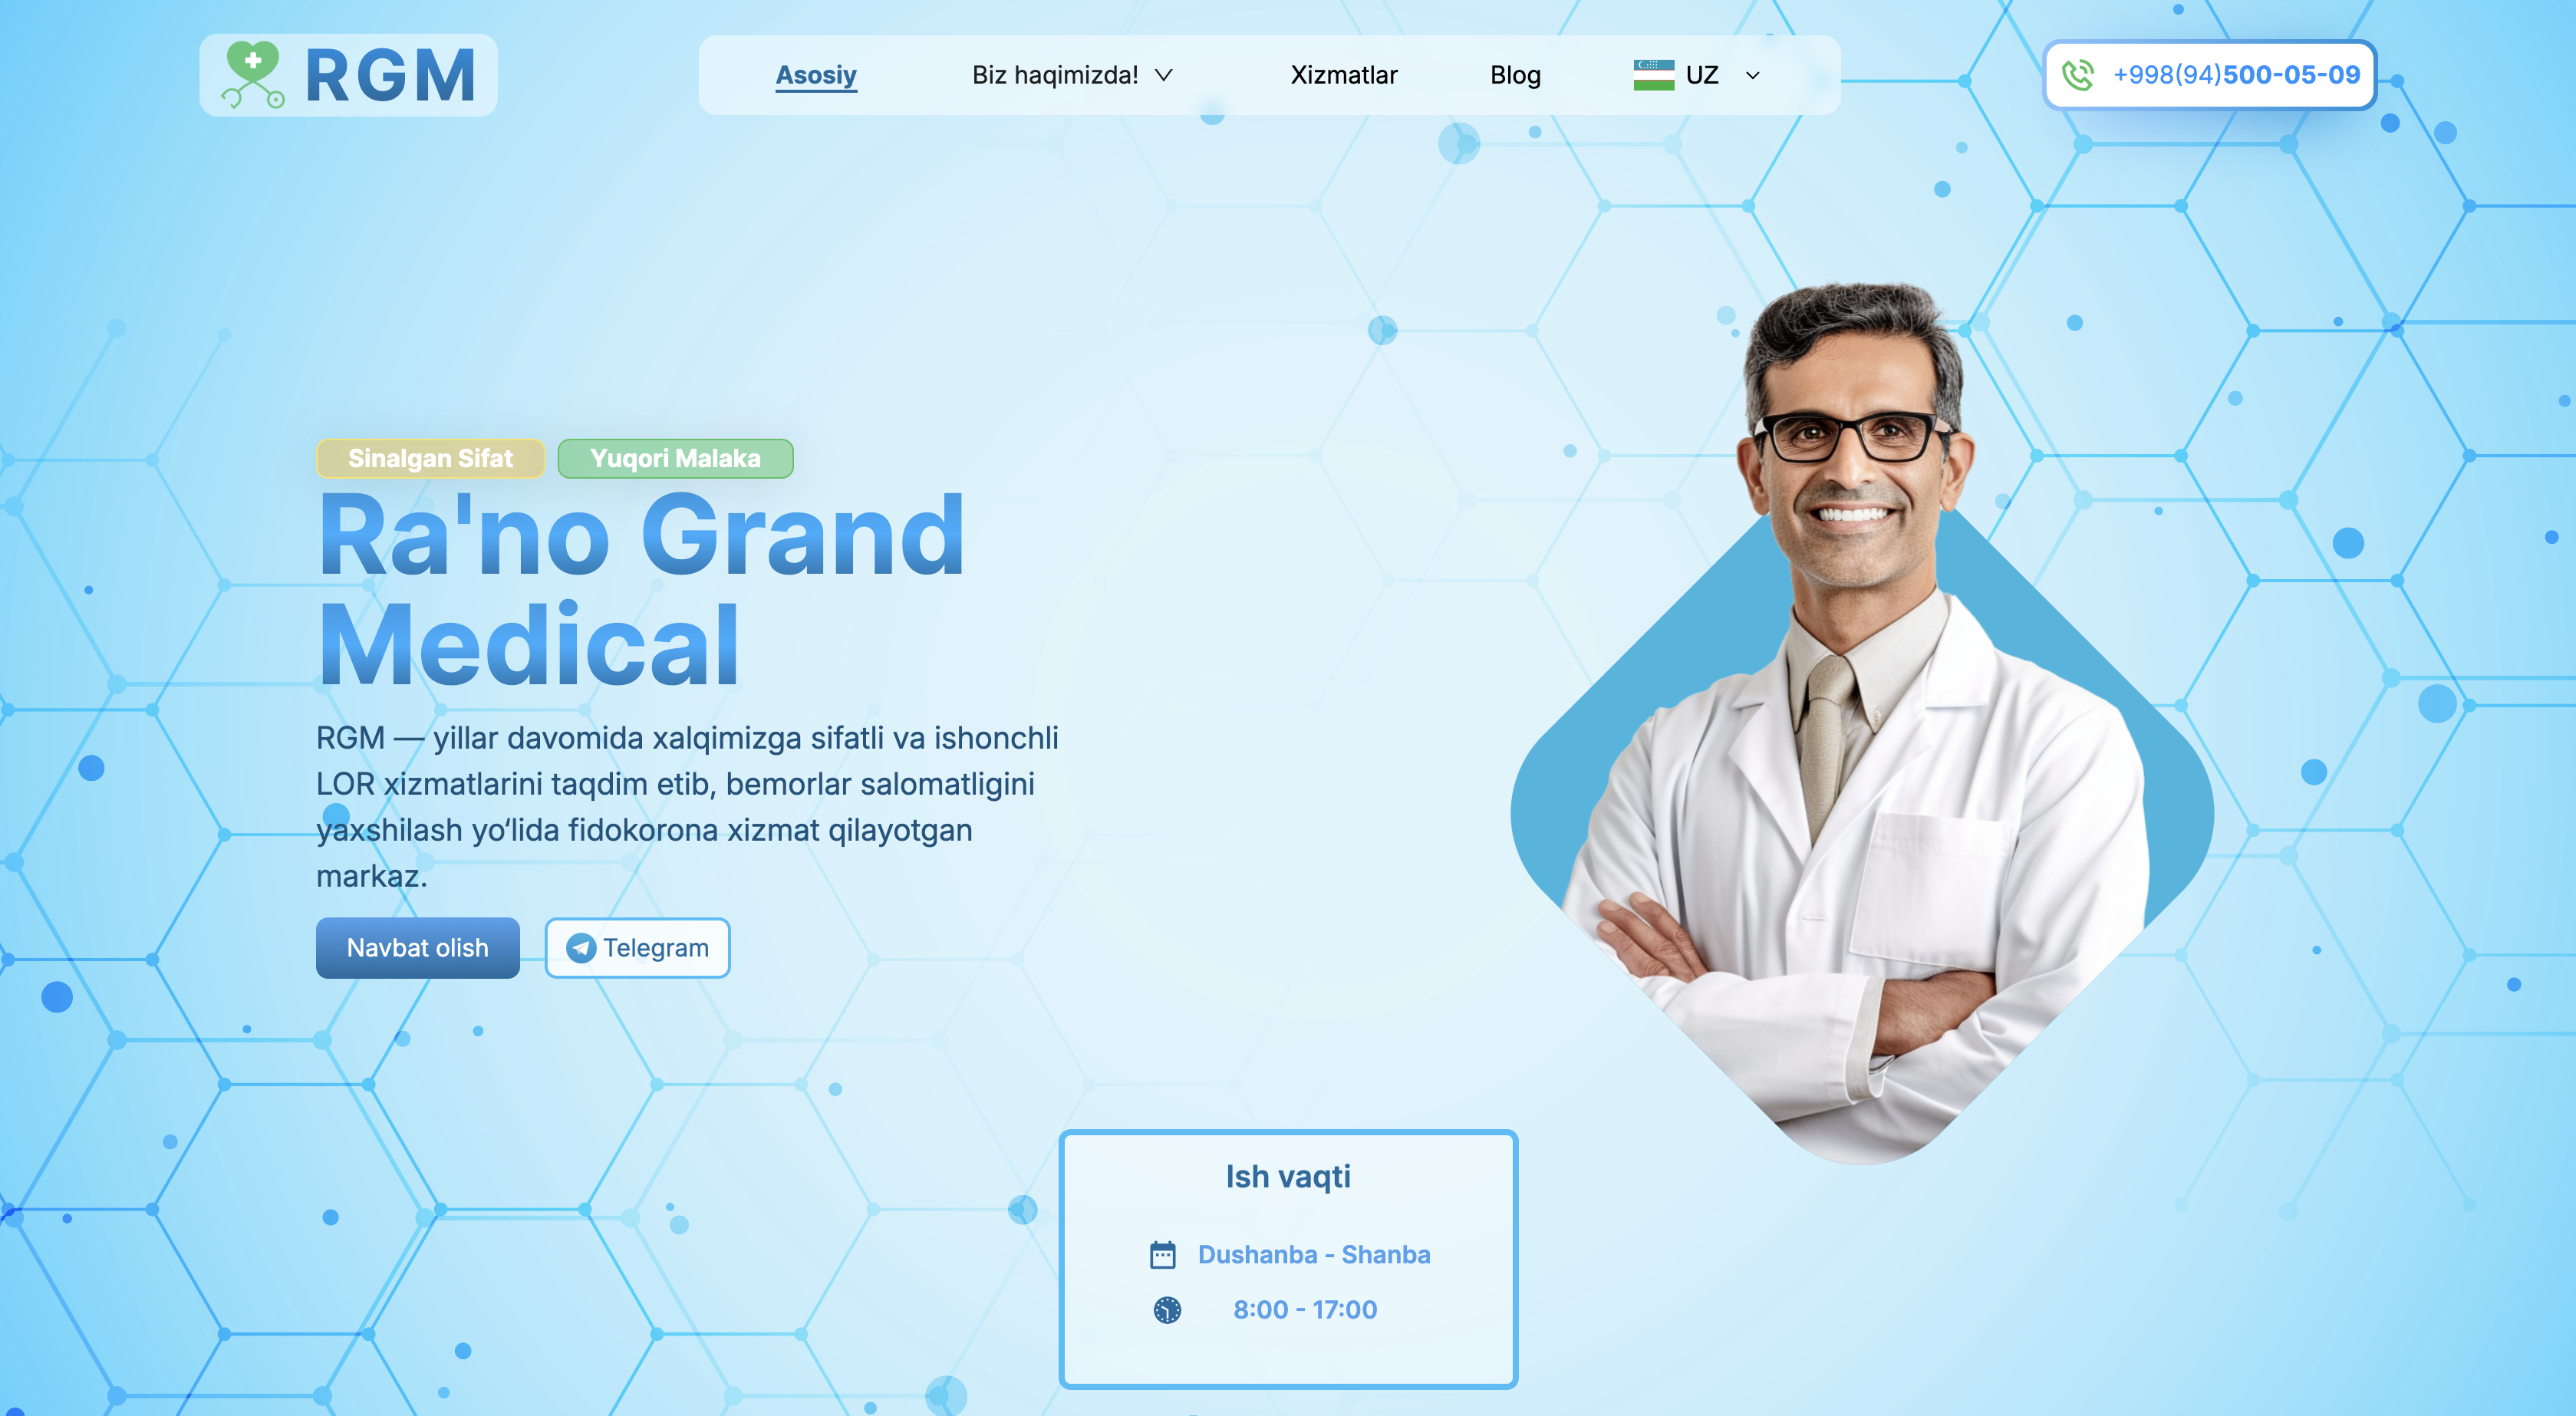 RGM
Asosiy
Biz haqimizda!
Xizmatlar
Blog
UZ
+998(94)500-05-09
Sinalgan Sifat
Yuqori Malaka
Ra'no Grand
Medical
RGM — yillar davomida xalqimizga sifatli va ishonchli
LOR xizmatlarini taqdim etib, bemorlar salomatligini
yaxshilash yo‘lida fidokorona xizmat qilayotgan
markaz.
Navbat olish
Telegram
Ish vaqti
Dushanba - Shanba
8:00 - 17:00